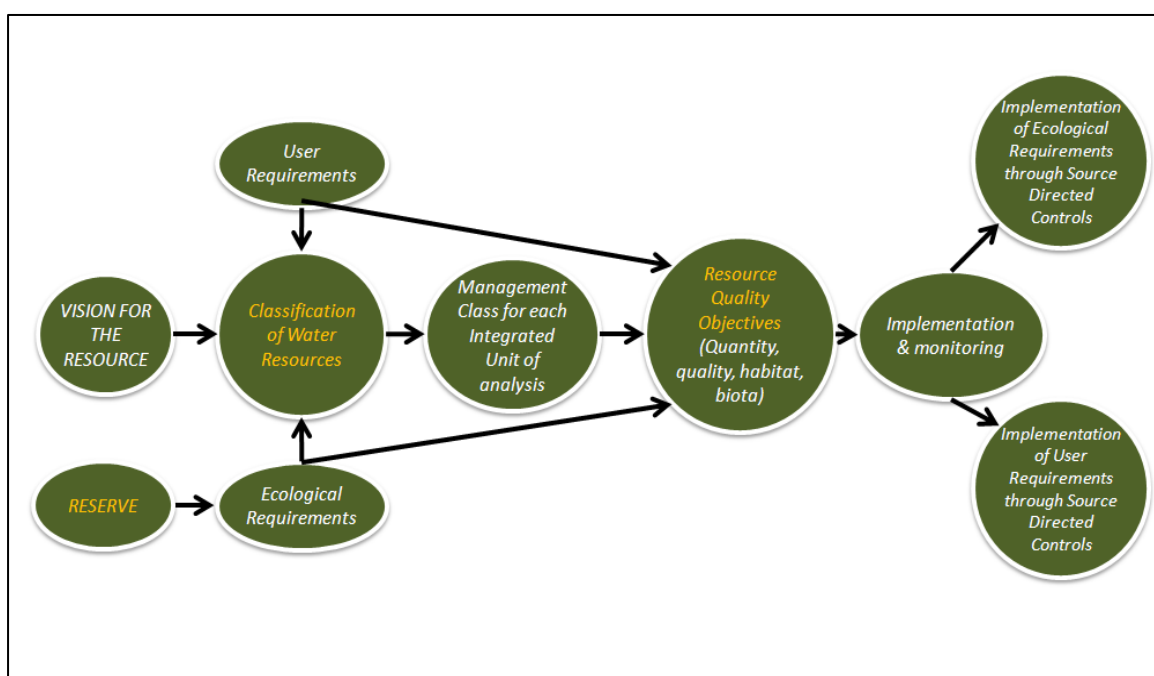 User
Requirements
VISION FOR
THE
RESOURCE
Classification
of Water
Resources
Management
Class for each
Integrated
Unit of
analysis
RESERVE
Ecological
Requirements
Resource
Quality
Objectives
(Quantity,
quality, habitat,
biota)
Implementation
& monitoring
Implementation
of Ecological
Requirements
through Source
Directed
Controls
Implementation
of User
Requirements
through Source
Directed
Controls